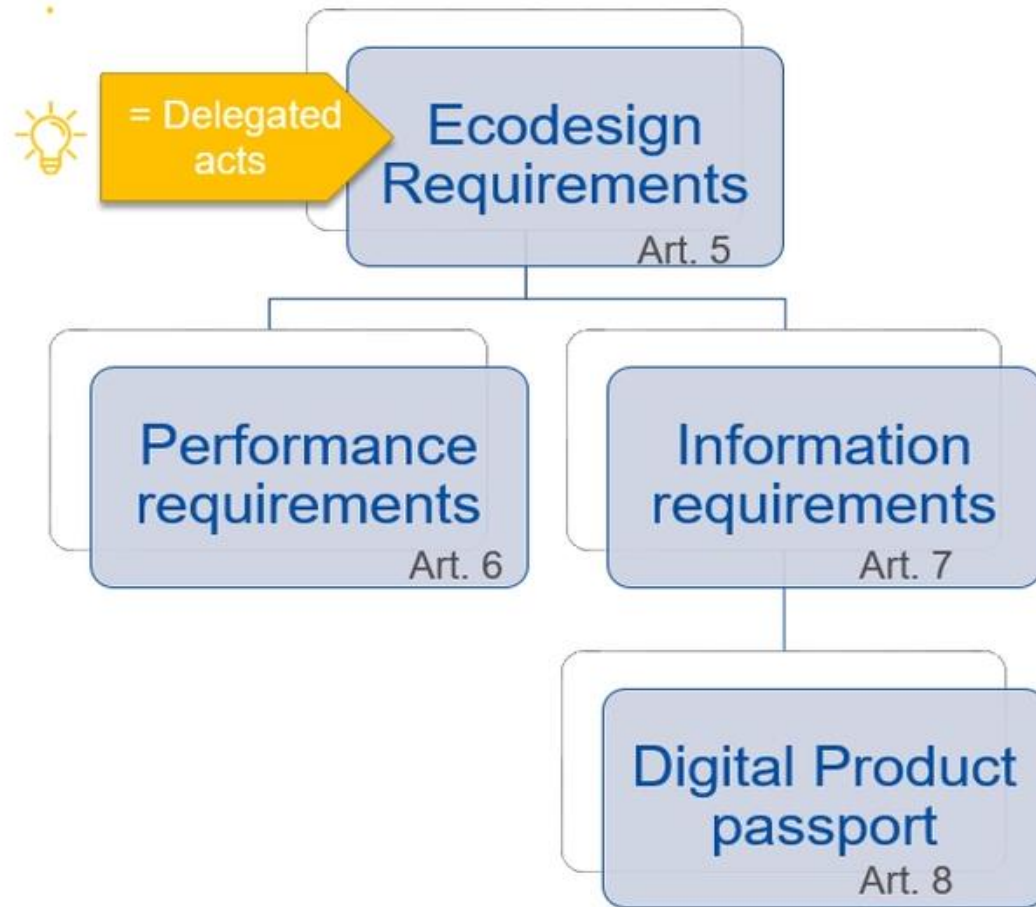 = Delegated
acts
Ecodesign
Requirements
Art. 5
Performance
requirements
Art. 6
Information
requirements
Art. 7
Digital Product
passport
Art. 8